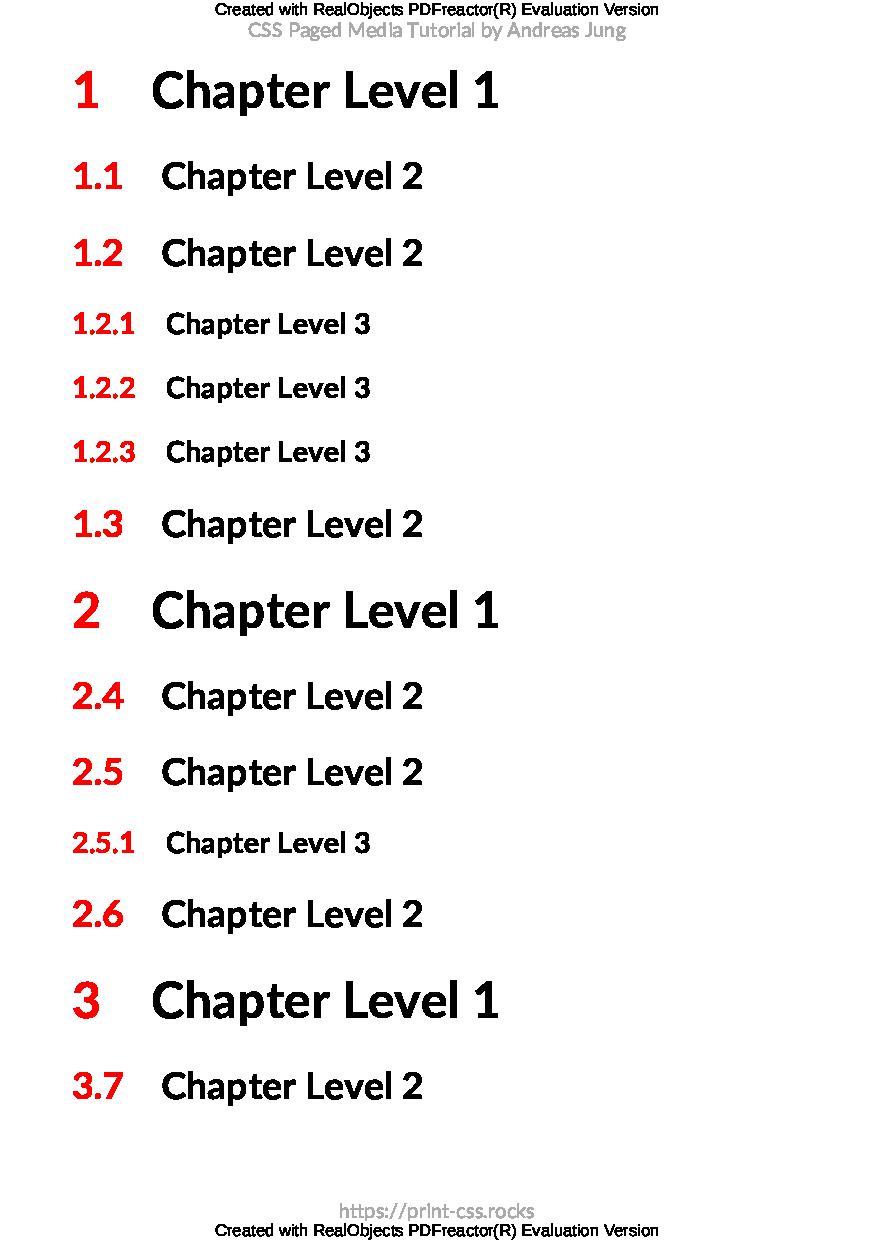 Created with RealObjects PDFreactor(R) Evaluation Version
CSS Paged Media Tutorial by Andreas Jung
1 Chapter Level 1
1.1 Chapter Level 2
1.2 Chapter Level 2
1.2.1 Chapter Level 3
1.2.2 Chapter Level 3
1.2.3 Chapter Level 3
1.3 Chapter Level 2
2 Chapter Level 1
2.4 Chapter Level 2
2.5 Chapter Level 2
2.5.1 Chapter Level 3
2.6 Chapter Level 2
3 Chapter Level 1
3.7 Chapter Level 2
https://print-css.rocks
Created with RealObjects PDFreactor(R) Evaluation Version